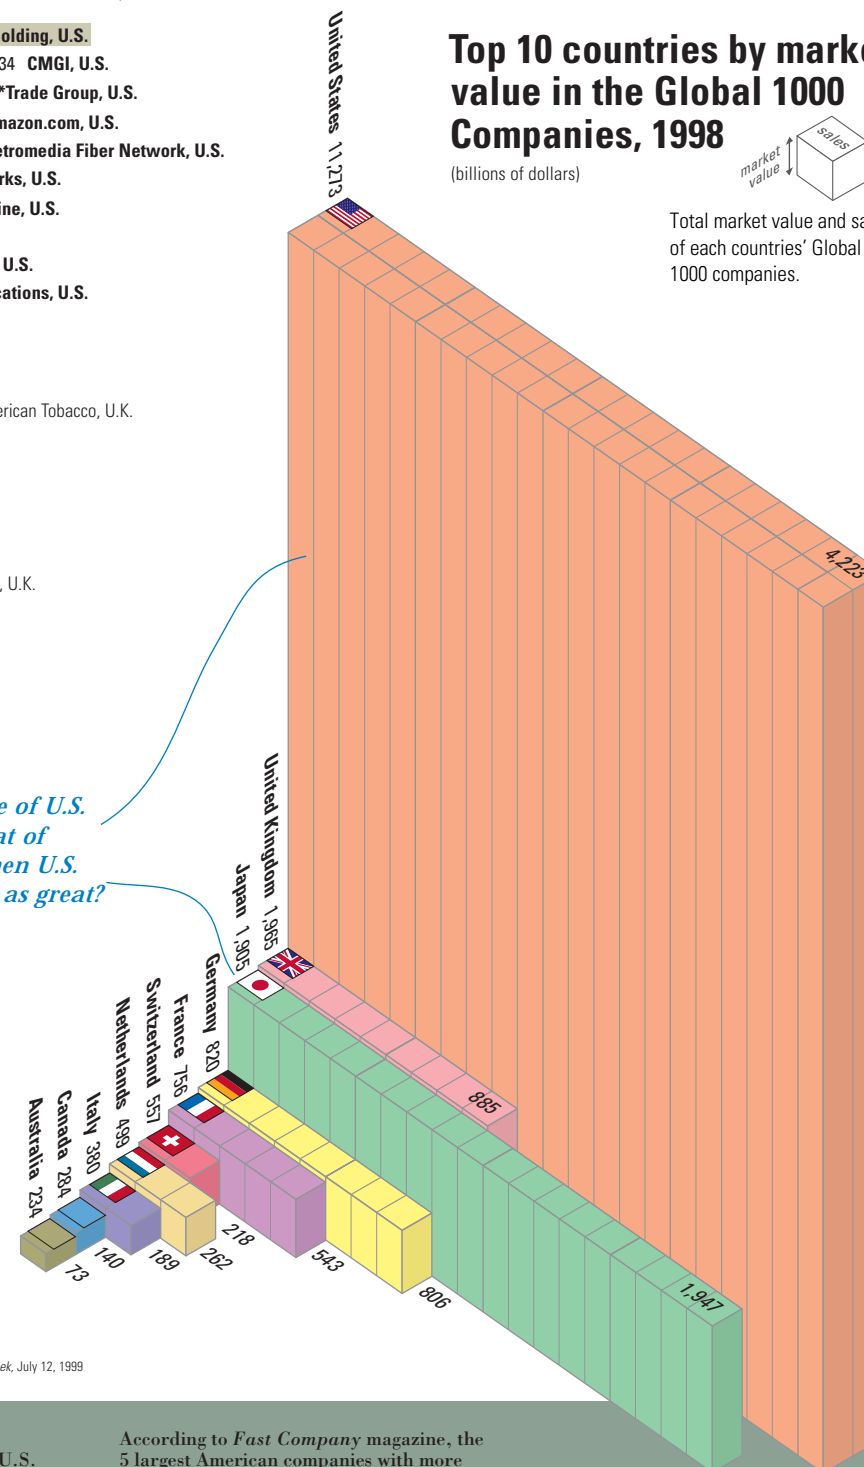 olding, U.S.
34 CMGI, U.S.
*Trade Group, U.S.
mazon.com, U.S.
etromedia Fiber Network, U.S.
rks, U.S.
ine, U.S.
U.S.
cations, U.S.
erican Tobacco, U.K.
, U.K.
Top 10 countries by marke
value in the Global 1000
Companies, 1998
(billions of dollars)
market
value
sales
Total market value and sa
of each countries’ Global
1000 companies.
United States 11,273
4,223
e of U.S.
at of
hen U.S.
as great?
United Kingdom 1,965
885
Japan 1,905
1,947
Germany 820
806
France 756
543
Switzerland 557
218
Netherlands 499
262
Italy 380
189
Canada 284
140
Australia 234
73
ek, July 12, 1999
U.S.
According to Fast Company magazine, the
5 largest American companies with more